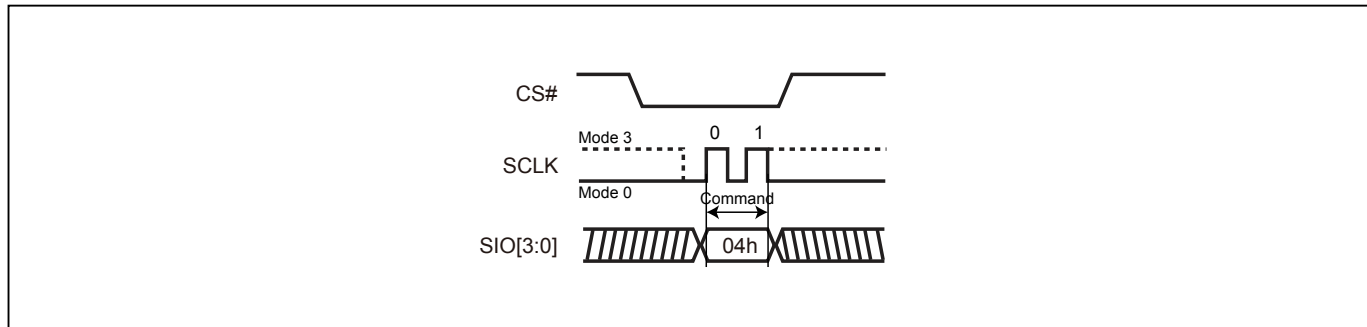 CS#
Mode 3
0 1
SCLK
Mode 0
Command
SIO[3:0]
04h